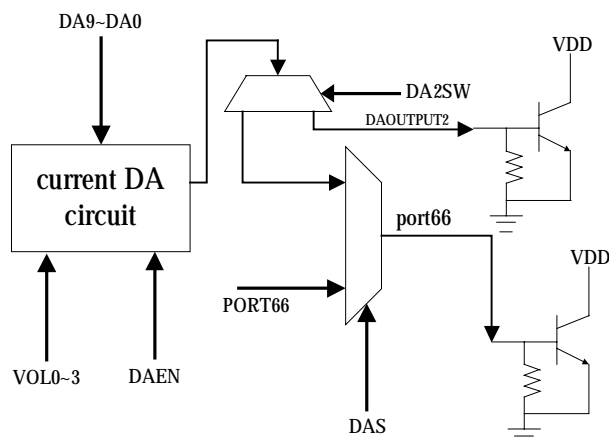 DA9~DA0
VDD
DA2SW
DAOUTPUT2
current DA
circuit
port66
VDD
PORT66
VOL0~3
DAEN
DAS